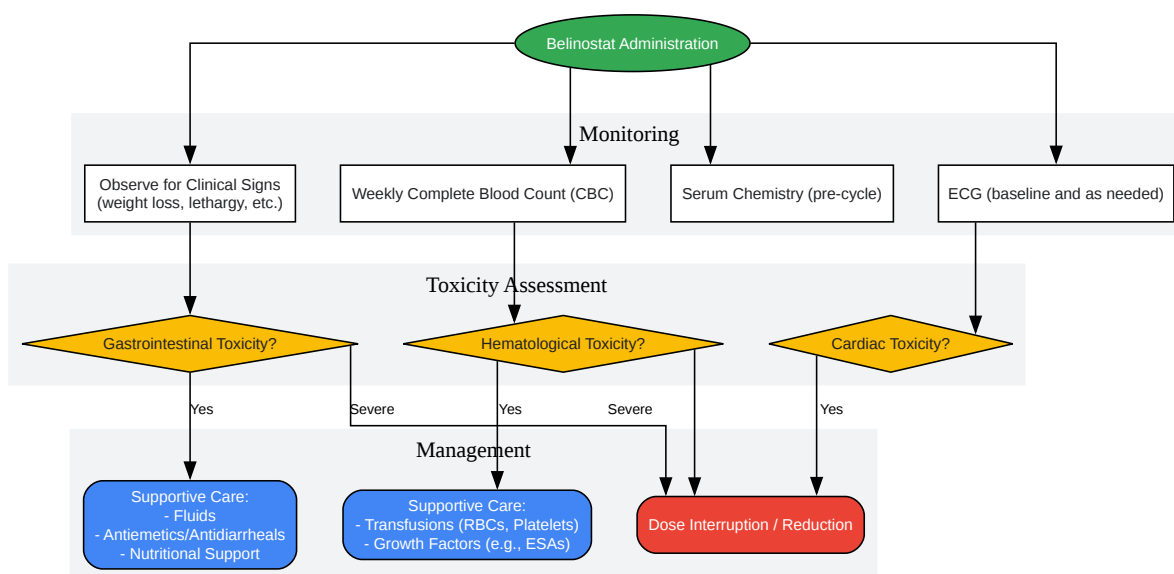 Belinostat Administration
Monitoring
Observe for Clinical Signs
(weight loss, lethargy, etc.)
Weekly Complete Blood Count (CBC)
Serum Chemistry (pre-cycle)
ECG (baseline and as needed)
Toxicity Assessment
Gastrointestinal Toxicity?
Hematological Toxicity?
Cardiac Toxicity?
Yes
Severe
Yes
Severe
Yes
Management
Supportive Care:
- Fluids
- Antiemetics/Antidiarrheals
- Nutritional Support
Supportive Care:
- Transfusions (RBCs, Platelets)
- Growth Factors (e.g., ESAs)
Dose Interruption / Reduction